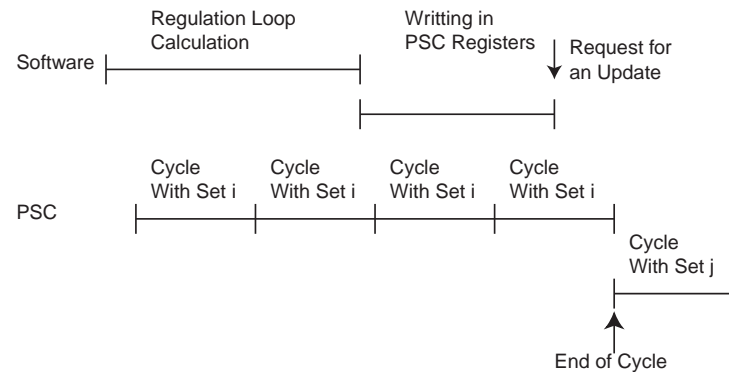 Regulation Loop
Calculation
Writting in
PSC Registers
Request for
an Update
Software
Cycle
With Set i
Cycle
With Set i
Cycle
With Set i
Cycle
With Set i
PSC
Cycle
With Set j
End of Cycle